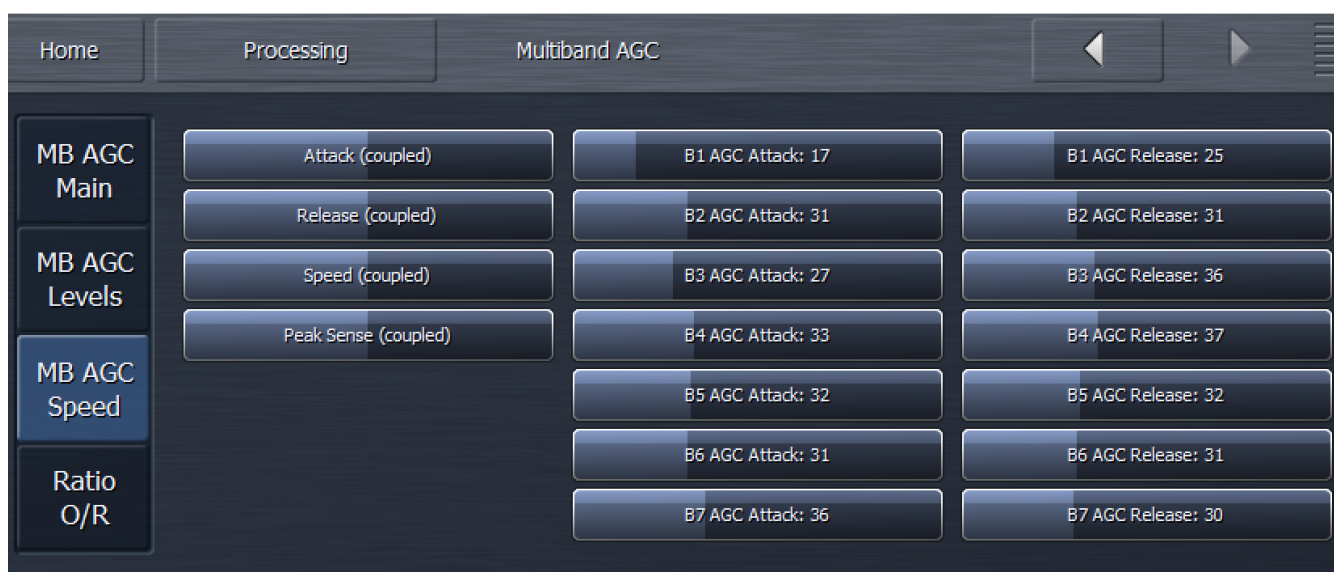 Home
Processing
Multiband AGC
MB AGC
Main
MB AGC
Levels
MB AGC
Speed
Ratio
O/R
Attack (coupled)
Release (coupled)
Speed (coupled)
Peak Sense (coupled)
B1 AGC Attack: 17
B2 AGC Attack: 31
B3 AGC Attack: 27
B4 AGC Attack: 33
B5 AGC Attack: 32
B6 AGC Attack: 31
B7 AGC Attack: 36
B1 AGC Release: 25
B2 AGC Release: 31
B3 AGC Release: 36
B4 AGC Release: 37
B5 AGC Release: 32
B6 AGC Release: 31
B7 AGC Release: 30